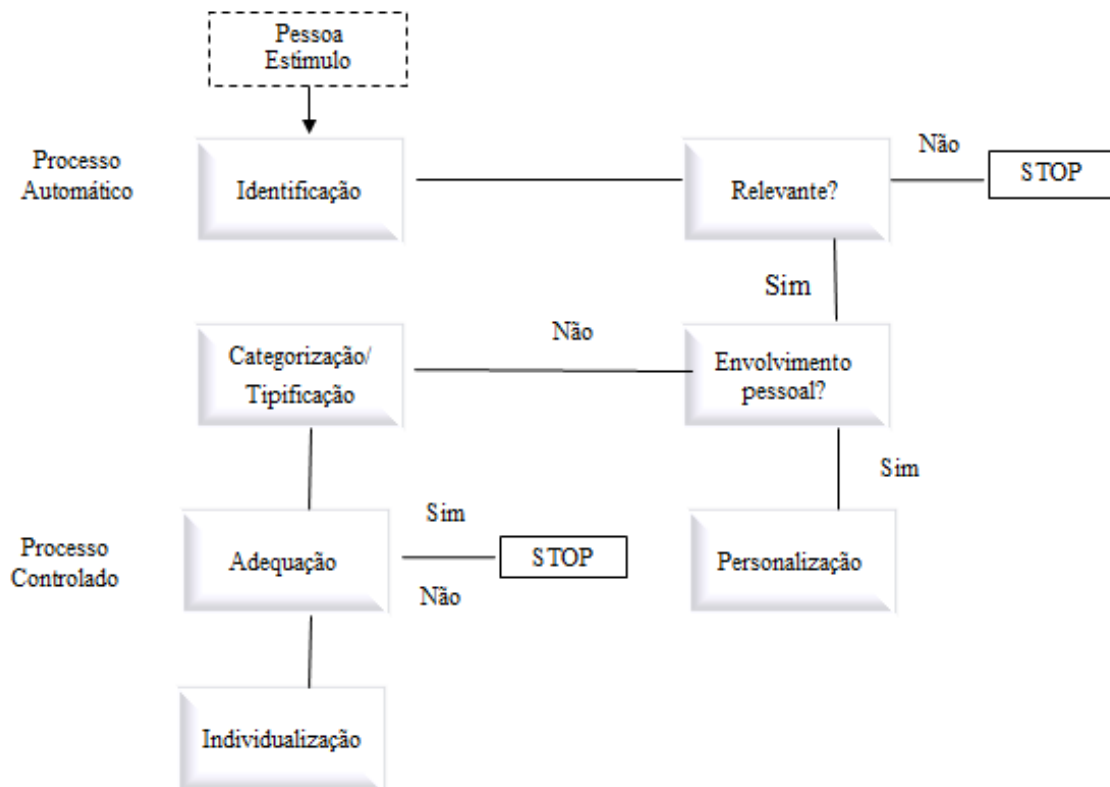 Pessoa
Estimulo
Processo
Automático
Identificação
Relevante?
Não
STOP
Sim
Categorização/
Tipificação
Não
Envolvimento
pessoal?
Sim
Processo
Controlado
Adequação
Sim
STOP
Não
Personalização
Individualização